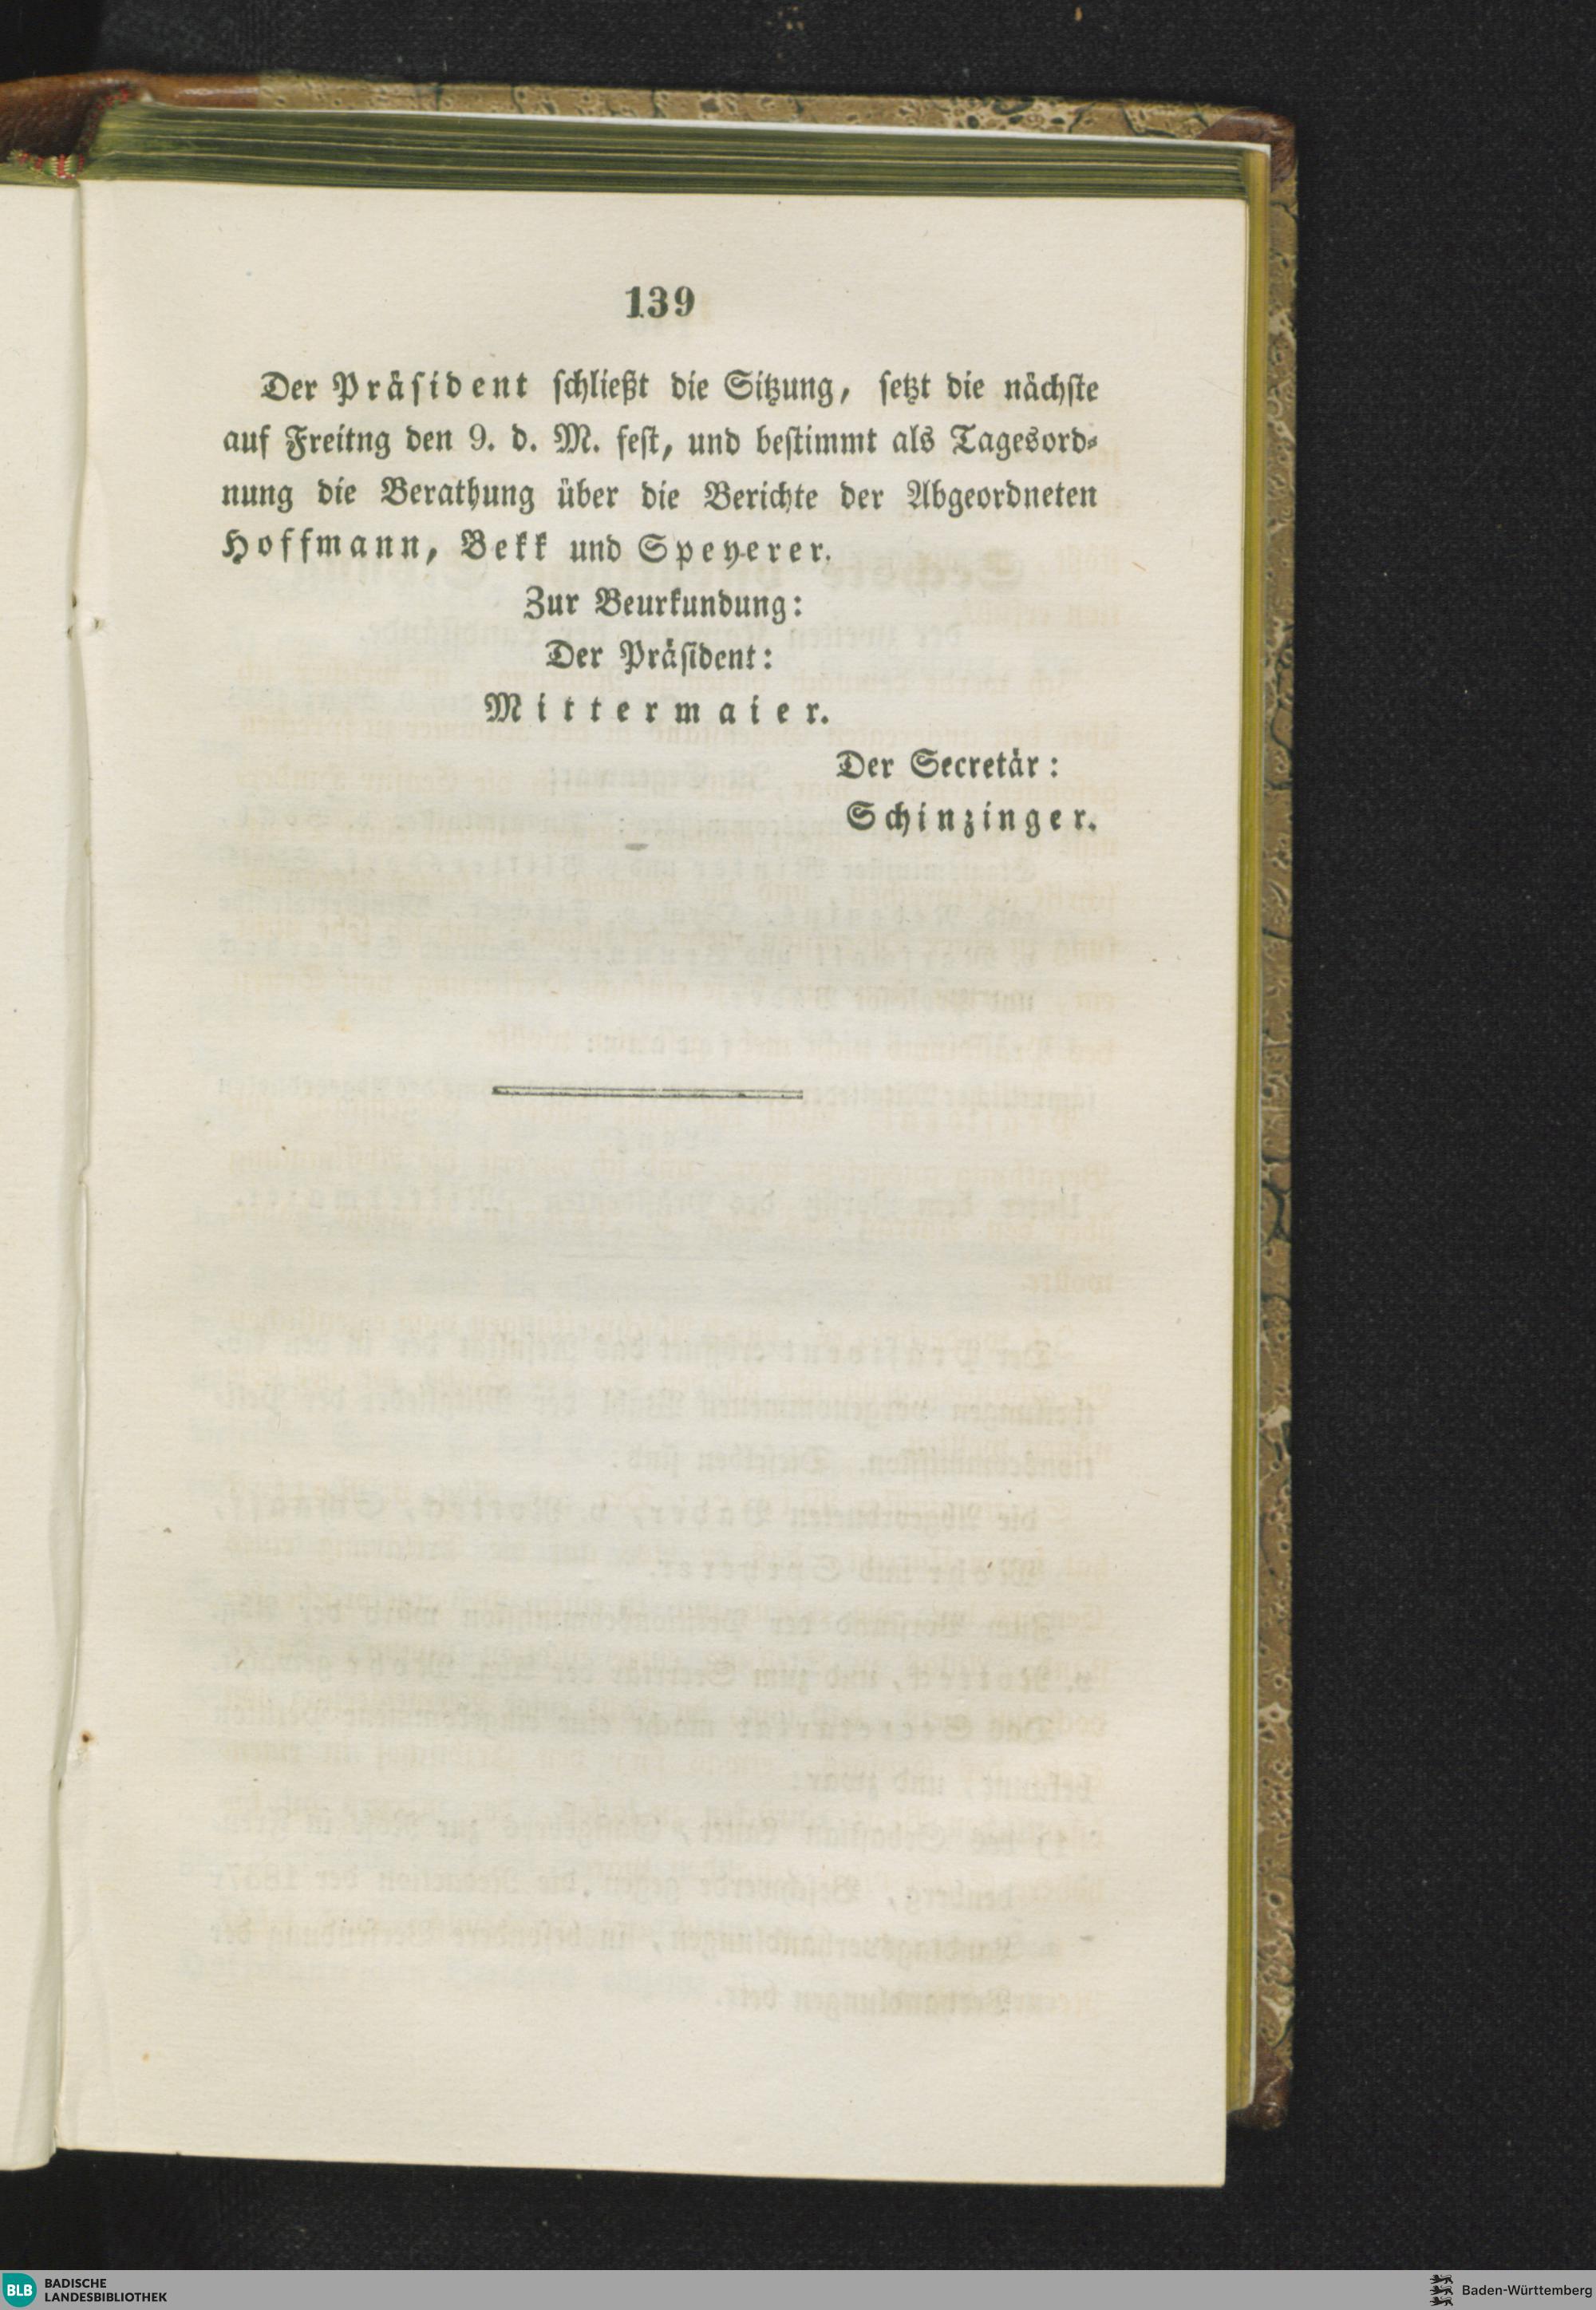 139
Der Präsident schließt die Sitzung, setzt die nächste
auf Freitng den 9. d. M. fest, und bestimmt als Tagesord-
nung die Berathung über die Berichte der Abgeordneten
Hoffmann, Bekk und Speyerer.
Zur Beurkundung:
Der Präsident:
Mittermaier.
Der Secretär:
Schinzinger.
BLB BADISCHE
LANDESBIBLIOTHEK
Baden-Württemberg